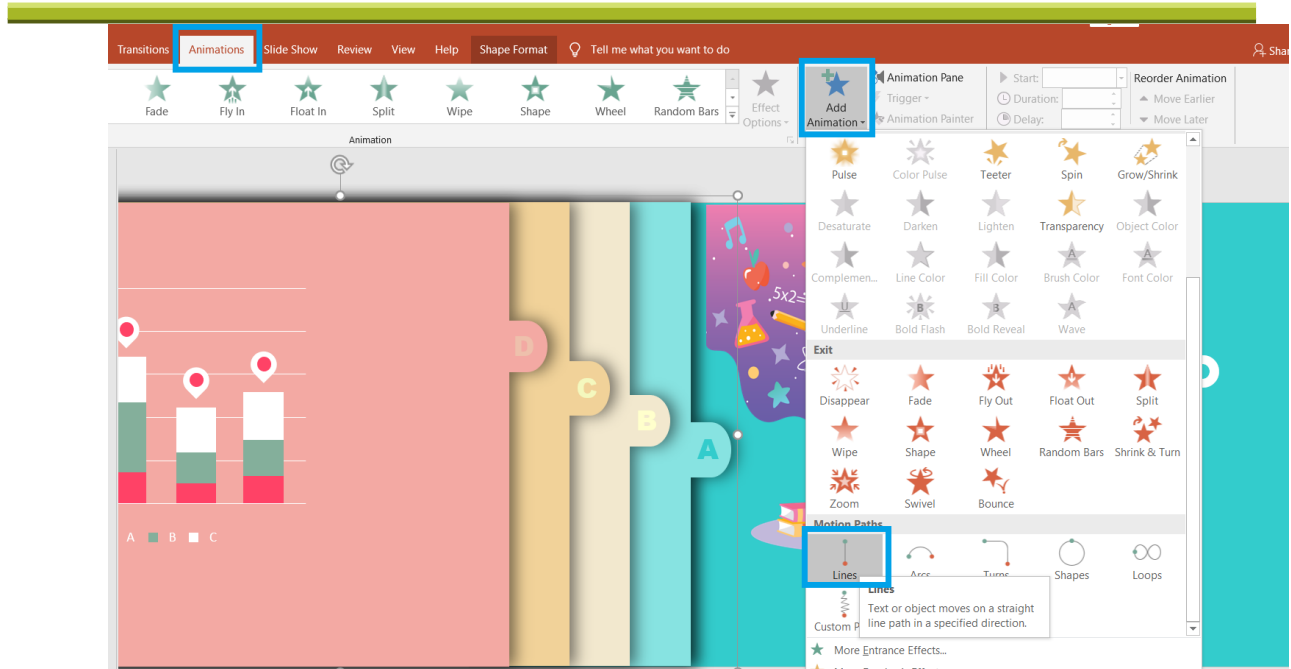 Transitions Animations Slide Show Review View Help Shape Format Tell me what you want to do Shar
Fade Fly In Float In Split Wipe Shape Wheel Random Bars
Effect
Options
Add
Animation
Animation Pane
Trigger
Animation Painter
Start:
Duration:
Delay:
Reorder Animation
Move Earlier
Move Later
Animation
Pulse Color Pulse Teeter Spin Grow/Shrink
Desaturate Darken Lighten Transparency Object Color
Complemen... Line Color Fill Color Brush Color Font Color
Underline Bold Flash Bold Reveal Wave
Exit
Disappear Fade Fly Out Float Out Split
Wipe Shape Wheel Random Bars Shrink & Turn
Zoom Swivel Bounce
Motion Paths
Lines Arcs Turns Shapes Loops
Custom P
Lines
Text or object moves on a straight
line path in a specified direction.
More Entrance Effects...
D
C
B
A
5x2=
A B C